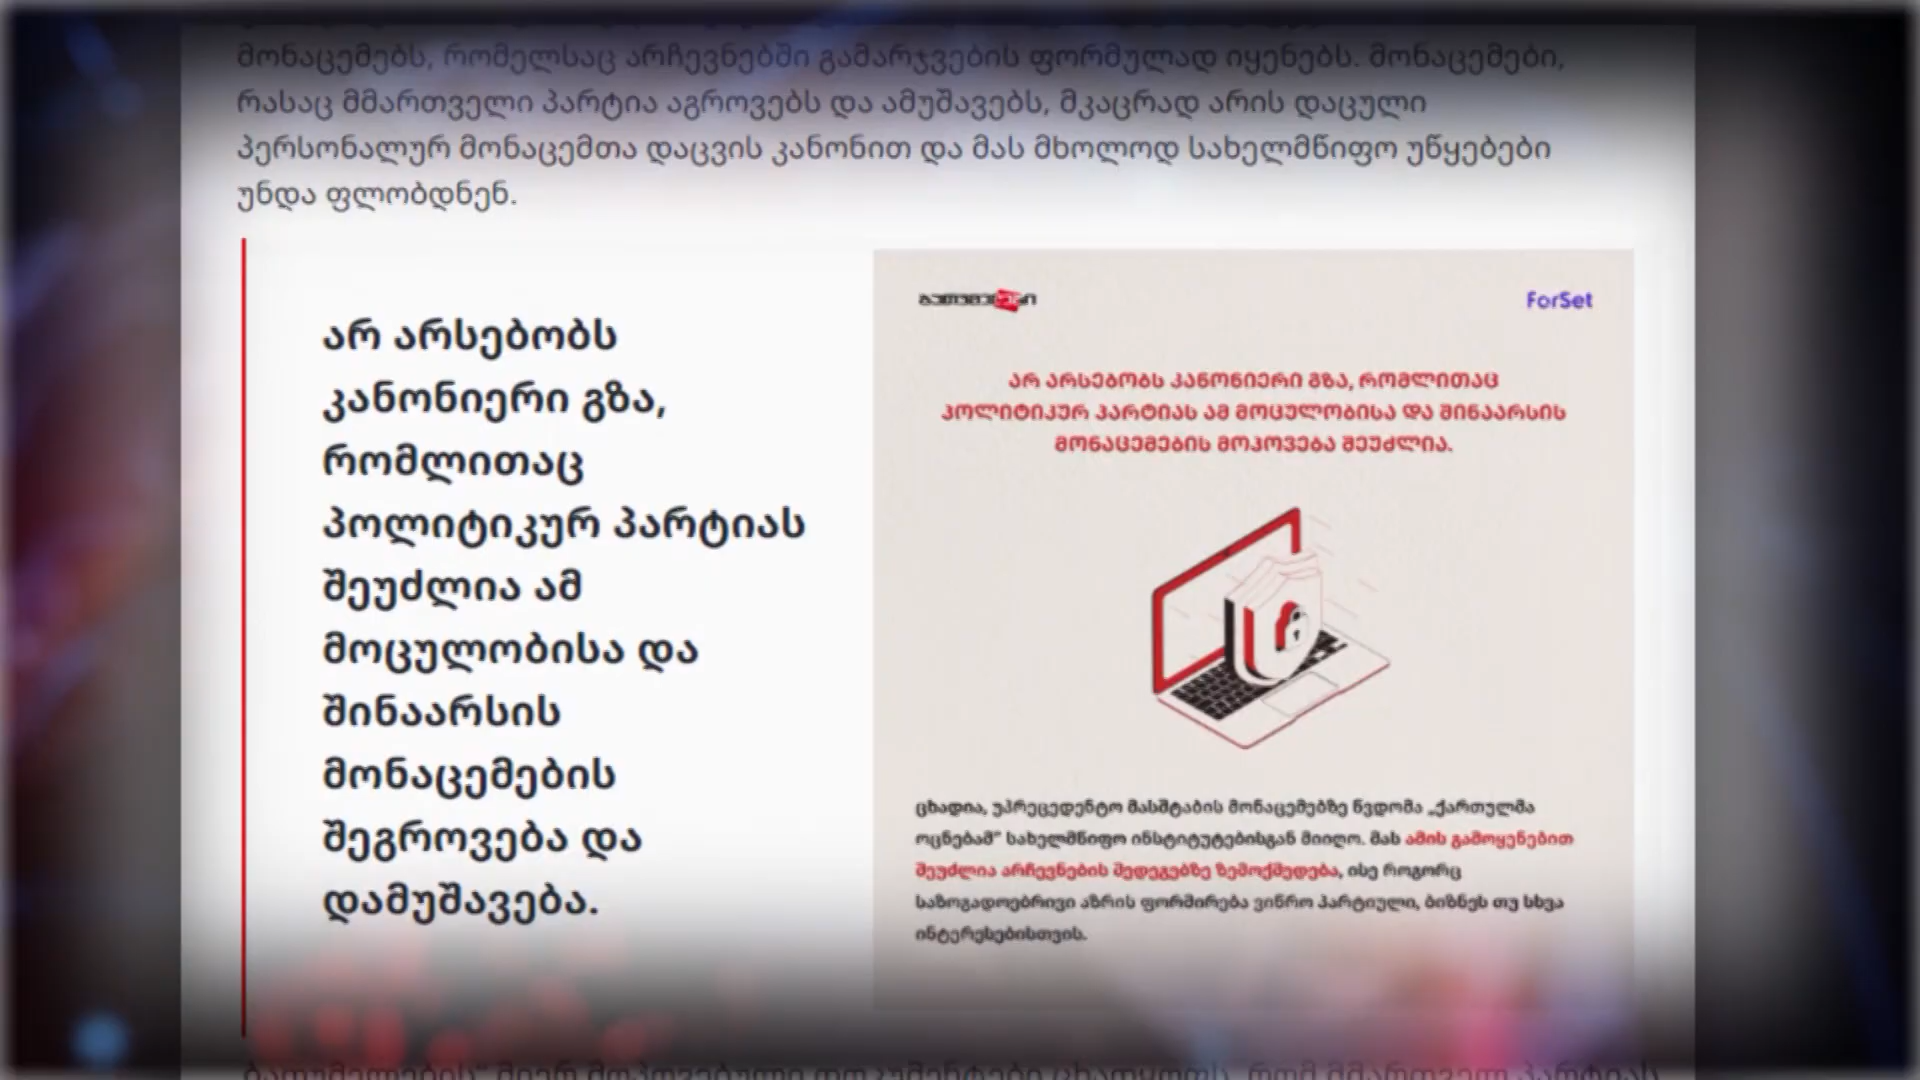 მონაცემებს, რომელსაც არჩევნებში გამარჯვების ფორმულად იყენებს. მონაცემები,
რასაც მმართველი პარტია აგროვებს და ამუშავებს, მკაცრად არის დაცული
პერსონალურ მონაცემთა დაცვის კანონით და მას მხოლოდ სახელმწიფო უწყებები
უნდა ფლობდნენ.
არ არსებობს
კანონიერი გზა,
რომლითაც
პოლიტიკურ პარტიას
შეუძლია ამ
მოცულობისა და
შინაარსის
მონაცემების
შეგროვება და
დამუშავება.
ForSet
არ არსებობს კანონიერი გზა, რომლითაც
პოლიტიკურ პარტიას ამ მოცულობისა და შინაარსის
მონაცემების მოპოვება შეუძლია.
ცხადია, უპრეცედენტო მასშტაბის მონაცემებზე წვდომა „ქართულმა
ოცნებამ“ სახელმწიფო ინსტიტუტებისგან მიიღო. მას ამის გამოყენებით
შეუძლია არჩევნების შედეგებზე ზემოქმედება, ისე როგორც
საზოგადოებრივი აზრის ფორმირება ვიწრო პარტიული, ბიზნეს თუ სხვა
ინტერესებისთვის.